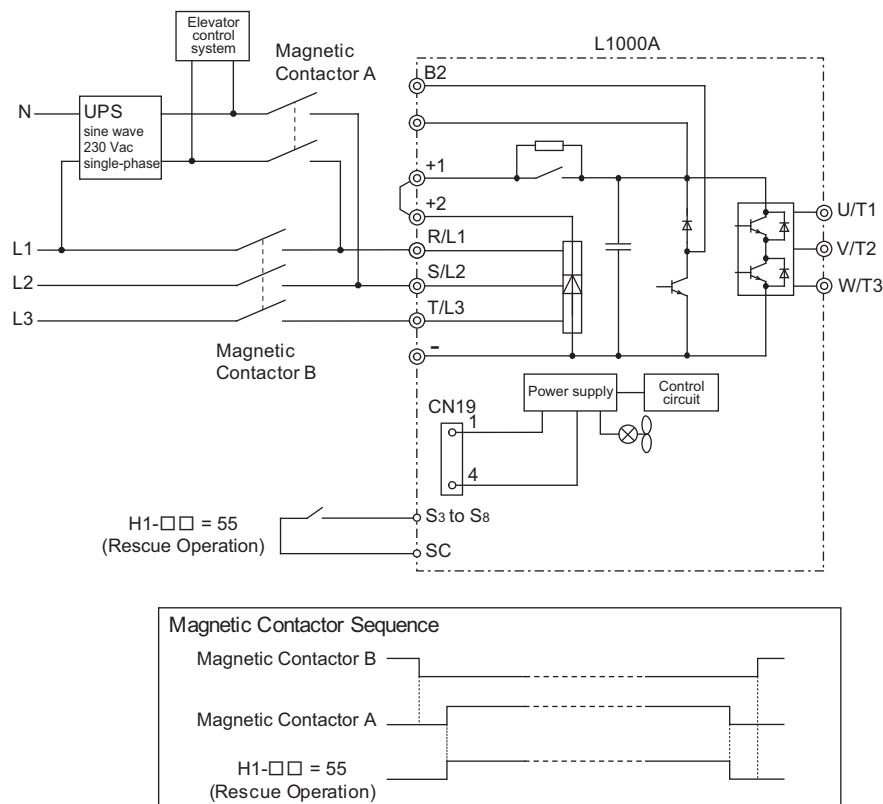 Elevator
control
system
Magnetic
Contactor A
L1000A
B2
N
UPS
sine wave
230 Vac
single-phase
+1
+2
U/T1
L1
R/L1
V/T2
L2
S/L2
W/T3
L3
T/L3
Magnetic
Contactor B
-
Power supply
Control
circuit
CN19
1
4
H1-□□ = 55
(Rescue Operation)
S3 to S8
SC
Magnetic Contactor Sequence
Magnetic Contactor B
Magnetic Contactor A
H1-□□ = 55
(Rescue Operation)